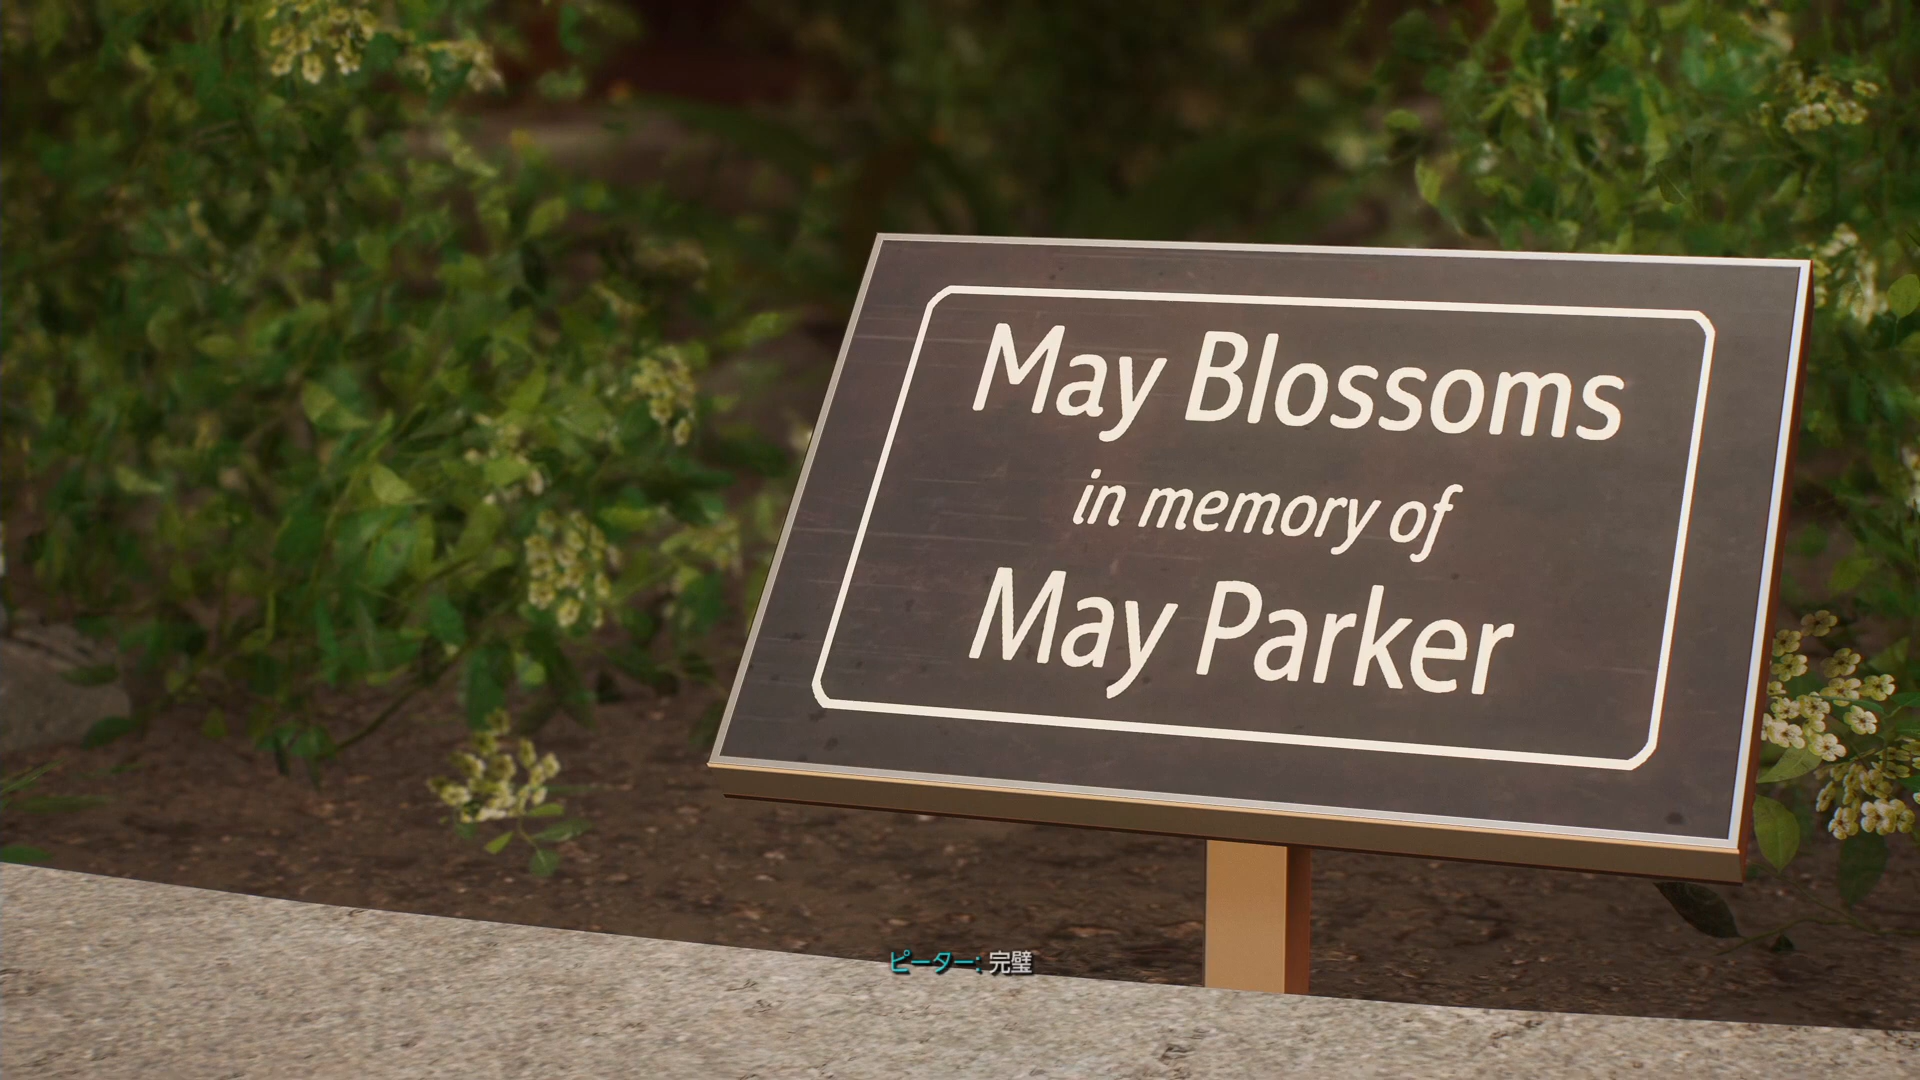 May Blossoms
in memory of
May Parker
ピーター: 完璧